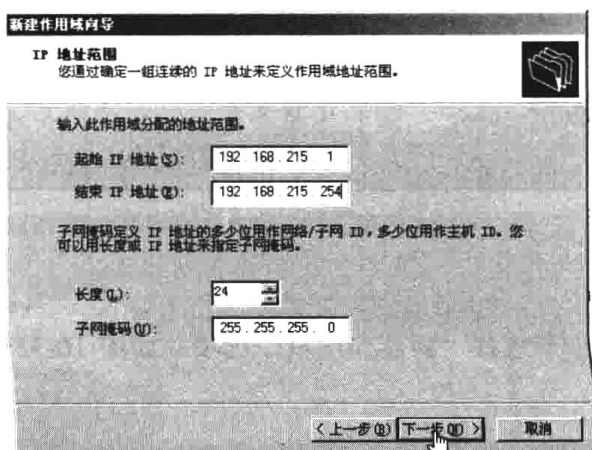 新建作用域向导
IP 地址范围
您通过确定一组连续的 IP 地址来定义作用域地址范围。
输入此作用域分配的地址范围。
起始 IP 地址(S): 192 .168 .215 . 1
结束 IP 地址(E): 192 .168 .215 .254
子网掩码定义 IP 地址的多少位用作网络/子网 ID，多少位用作主机 ID。您
可以用长度或 IP 地址来指定子网掩码。
长度(L): 24
子网掩码(U): 255 .255 .255 . 0
< 上一步(B) 下一步(N) > 取消